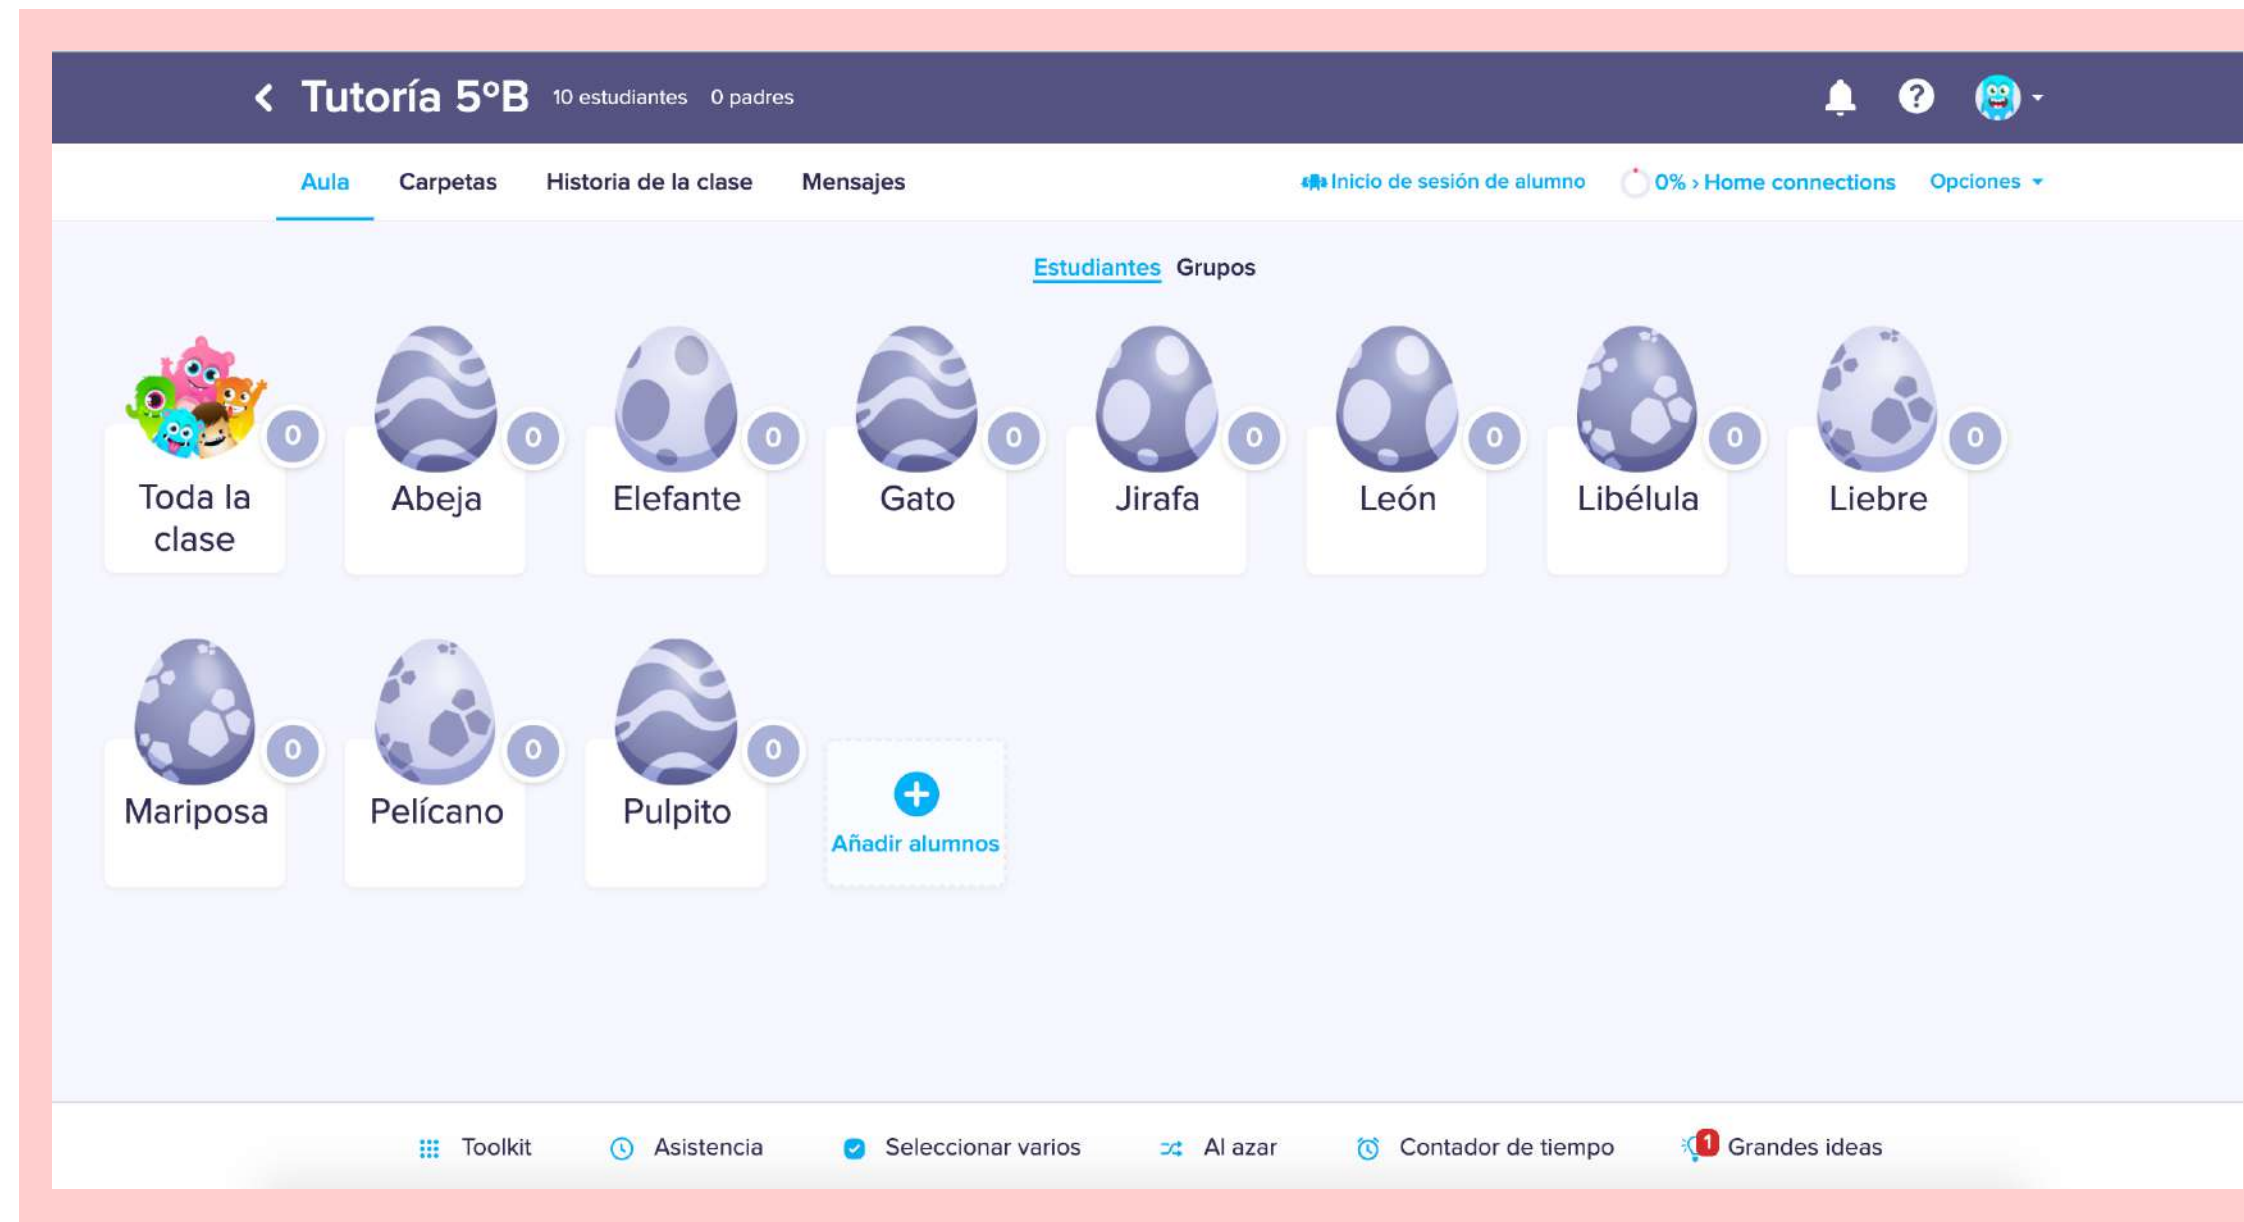 Tutoría 5ºB 10 estudiantes 0 padres
?
Aula Carpetas Historia de la clase Mensajes Inicio de sesión de alumno 0% > Home connections Opciones
Estudiantes Grupos
0 0 0 0 0 0 0 0
Toda la clase
Abeja
Elefante
Gato
Jirafa
León
Libélula
Liebre
0 0 0
Mariposa
Pelícano
Pulpito
Añadir alumnos
Toolkit Asistencia Seleccionar varios Al azar Contador de tiempo 1 Grandes ideas